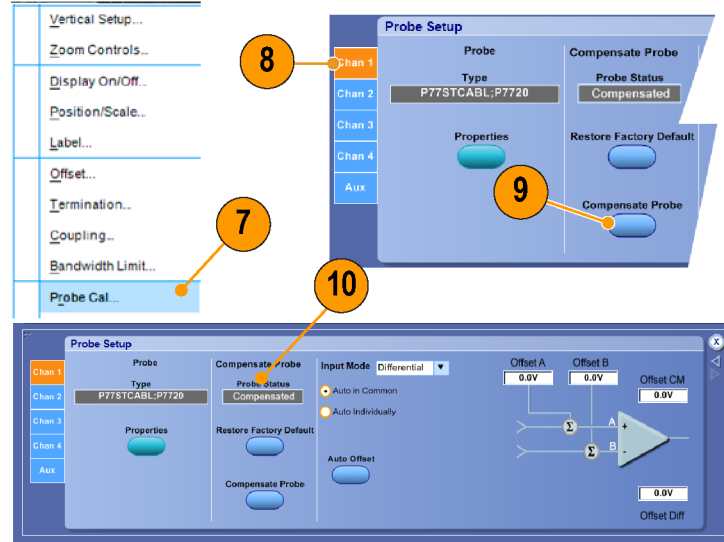 Vertical Setup...
Zoom Controls...
Display On/Off...
Position/Scale...
Label...
Offset...
Termination...
Coupling...
Bandwidth Limit...
Probe Cal...
7
8
Probe Setup
Chan 1
Chan 2
Chan 3
Chan 4
Aux
Probe
Type
P77STCABL;P7720
Properties
Compensate Probe
Probe Status
Compensated
Restore Factory Default
Compensate Probe
9
10
Probe Setup
Chan 1
Chan 2
Chan 3
Chan 4
Aux
Probe
Type
P77STCABL;P7720
Properties
Compensate Probe
Probe Status
Compensated
Restore Factory Default
Compensate Probe
Input Mode Differential
Auto in Common
Auto Individually
Auto Offset
Offset A
0.0V
Offset B
0.0V
Offset CM
0.0V
Σ
A
+
Σ
B
-
0.0V
Offset Diff
X